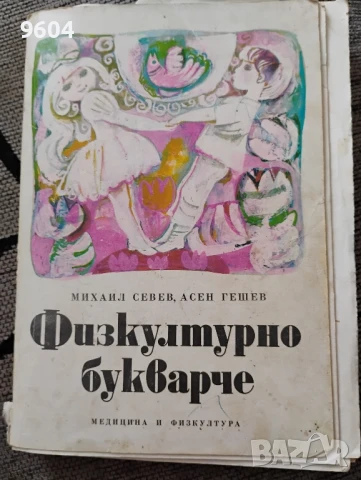 9604
МИХАИЛ СЕВЕВ, АСЕН ГЕШЕВ
Физкултурно
букварче
МЕДИЦИНА И ФИЗКУЛТУРА
BAZAR